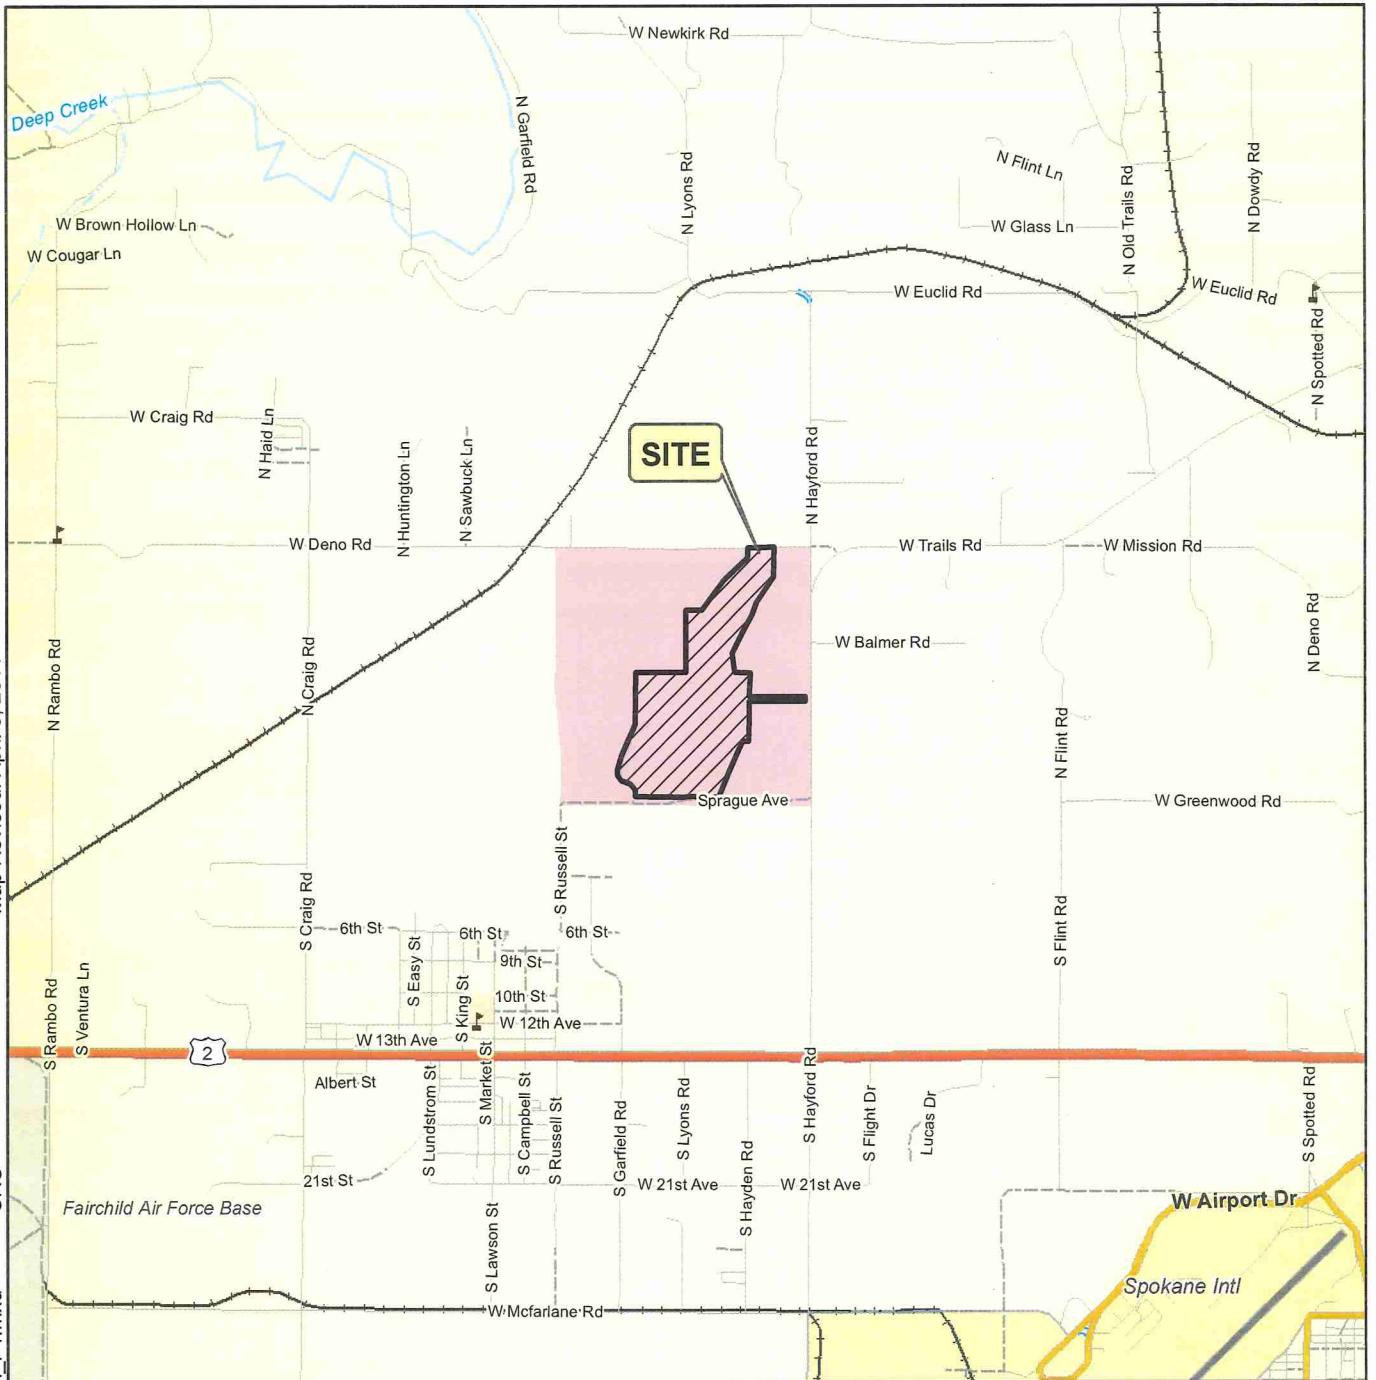 W Newkirk Rd
Deep Creek
N Garfield Rd
N Lyons Rd
N Flint Ln
N Old Trails Rd
N Dowdy Rd
W Brown Hollow Ln
W Glass Ln
W Cougar Ln
W Euclid Rd
W Euclid Rd
N Spotted Rd
W Craig Rd
N Haid Ln
N Huntington Ln
N Sawbuck Ln
SITE
N Hayford Rd
W Deno Rd
W Trails Rd
W Mission Rd
N Deno Rd
W Balmer Rd
N Rambo Rd
N Craig Rd
N Flint Rd
Sprague Ave
W Greenwood Rd
S Russell St
S Craig Rd
S Flint Rd
6th St
6th St
6th St
S Easy St
9th St
S King St
10th St
W 12th Ave
S Rambo Rd
S Ventura Ln
W 13th Ave
2
Albert St
S Lundstrom St
S Market St
S Campbell St
S Russell St
S Garfield Rd
S Lyons Rd
S Hayden Rd
S Hayford Rd
S Flight Dr
Lucas Dr
S Spotted Rd
21st St
W 21st Ave
W 21st Ave
Fairchild Air Force Base
S Lawson St
W Airport Dr
Spokane Intl
W Mcfarlane Rd